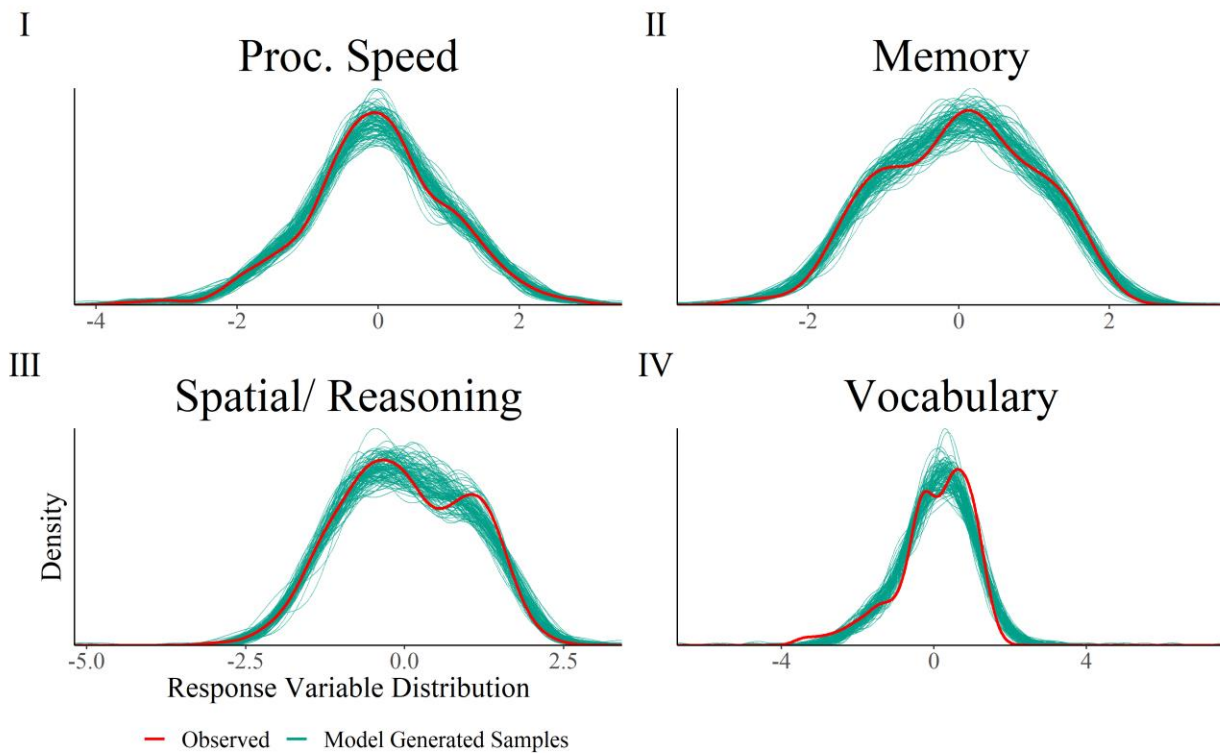 I
Proc. Speed
-4 -2 0 2
II
Memory
-2 0 2
III
Spatial/ Reasoning
Density
-5.0 -2.5 0.0 2.5
Response Variable Distribution
IV
Vocabulary
-4 0 4
Observed Model Generated Samples